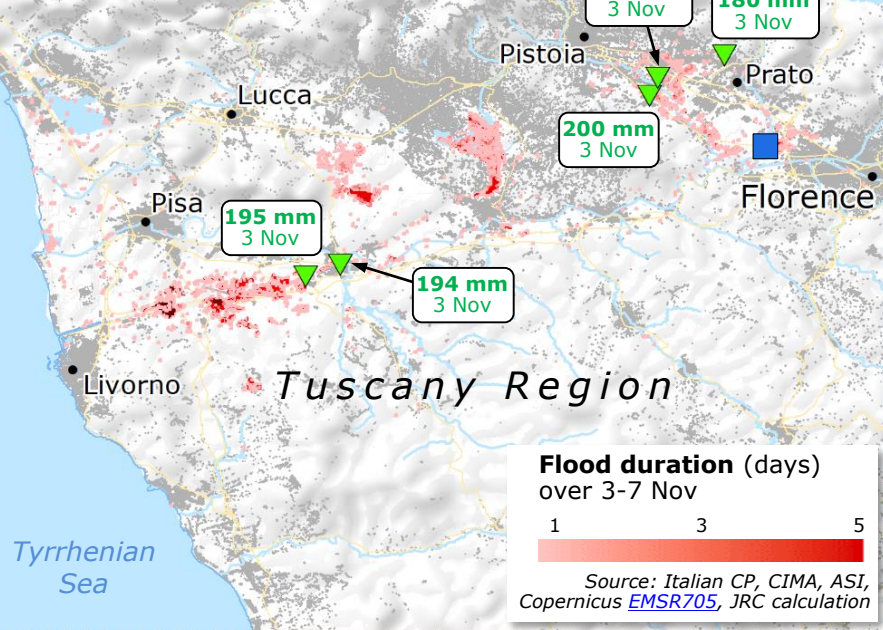 180 mm
3 Nov
3 Nov
Pistoia
Prato
Lucca
200 mm
3 Nov
Florence
Pisa
195 mm
3 Nov
194 mm
3 Nov
Livorno
Tuscany Region
Flood duration (days)
over 3-7 Nov
1 3 5
Tyrrhenian
Sea
Source: Italian CP, CIMA, ASI,
Copernicus EMSR705, JRC calculation